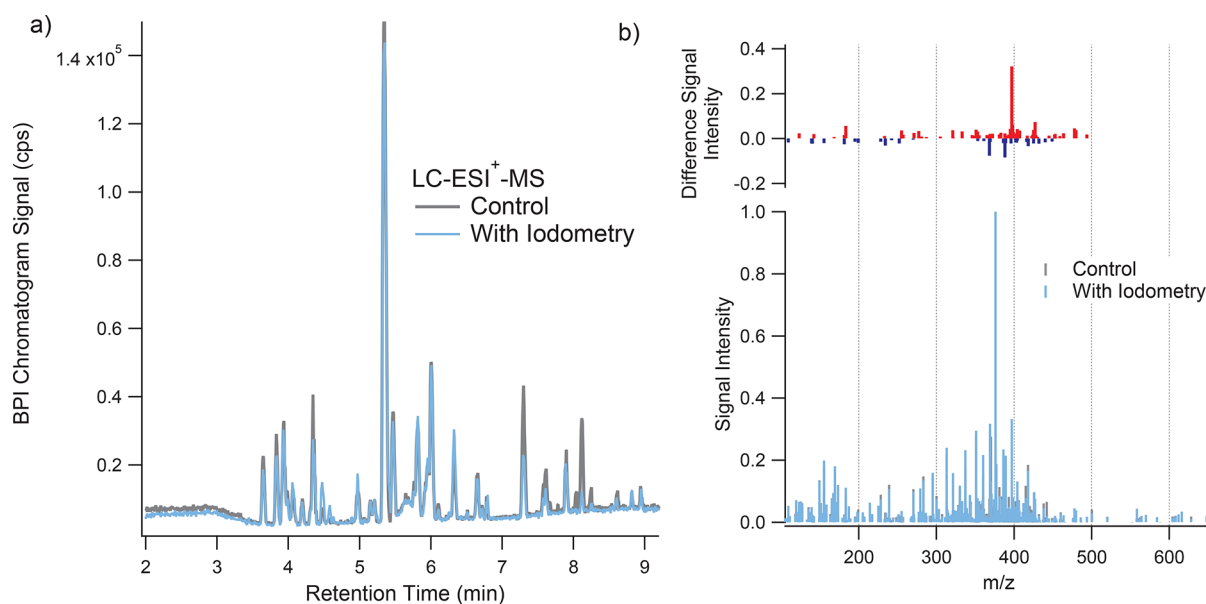 a)
BPI Chromatogram Signal (cps)
1.4 x10⁵
1.2
1.0
0.8
0.6
0.4
0.2
LC-ESI⁺-MS
Control
With Iodometry
2 3 4 5 6 7 8 9
Retention Time (min)
b)
Difference Signal
Intensity
0.4
0.2
0.0
-0.2
Signal Intensity
1.0
0.8
0.6
0.4
0.2
0.0
Control
With Iodometry
200 300 400 500 600
m/z